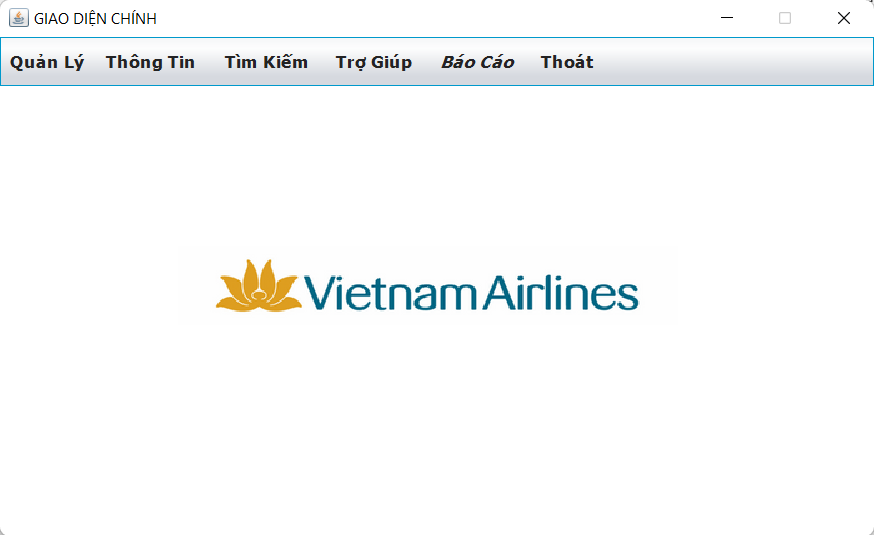 GIAO DIỆN CHÍNH
Quản Lý Thông Tin Tìm Kiếm Trợ Giúp Báo Cáo Thoát
Vietnam Airlines